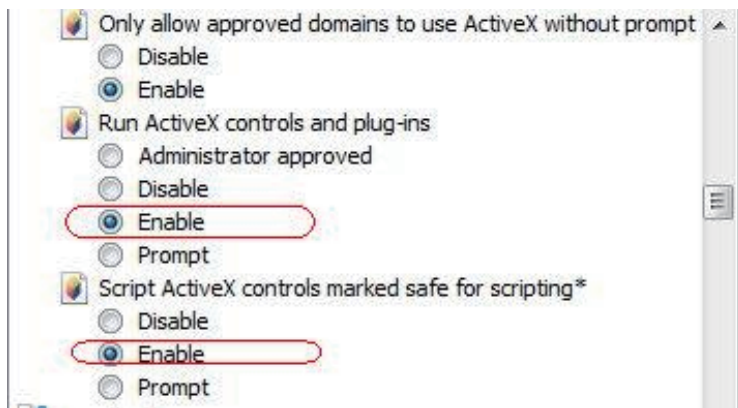 Only allow approved domains to use ActiveX without prompt
Disable
Enable
Run ActiveX controls and plug-ins
Administrator approved
Disable
Enable
Prompt
Script ActiveX controls marked safe for scripting*
Disable
Enable
Prompt